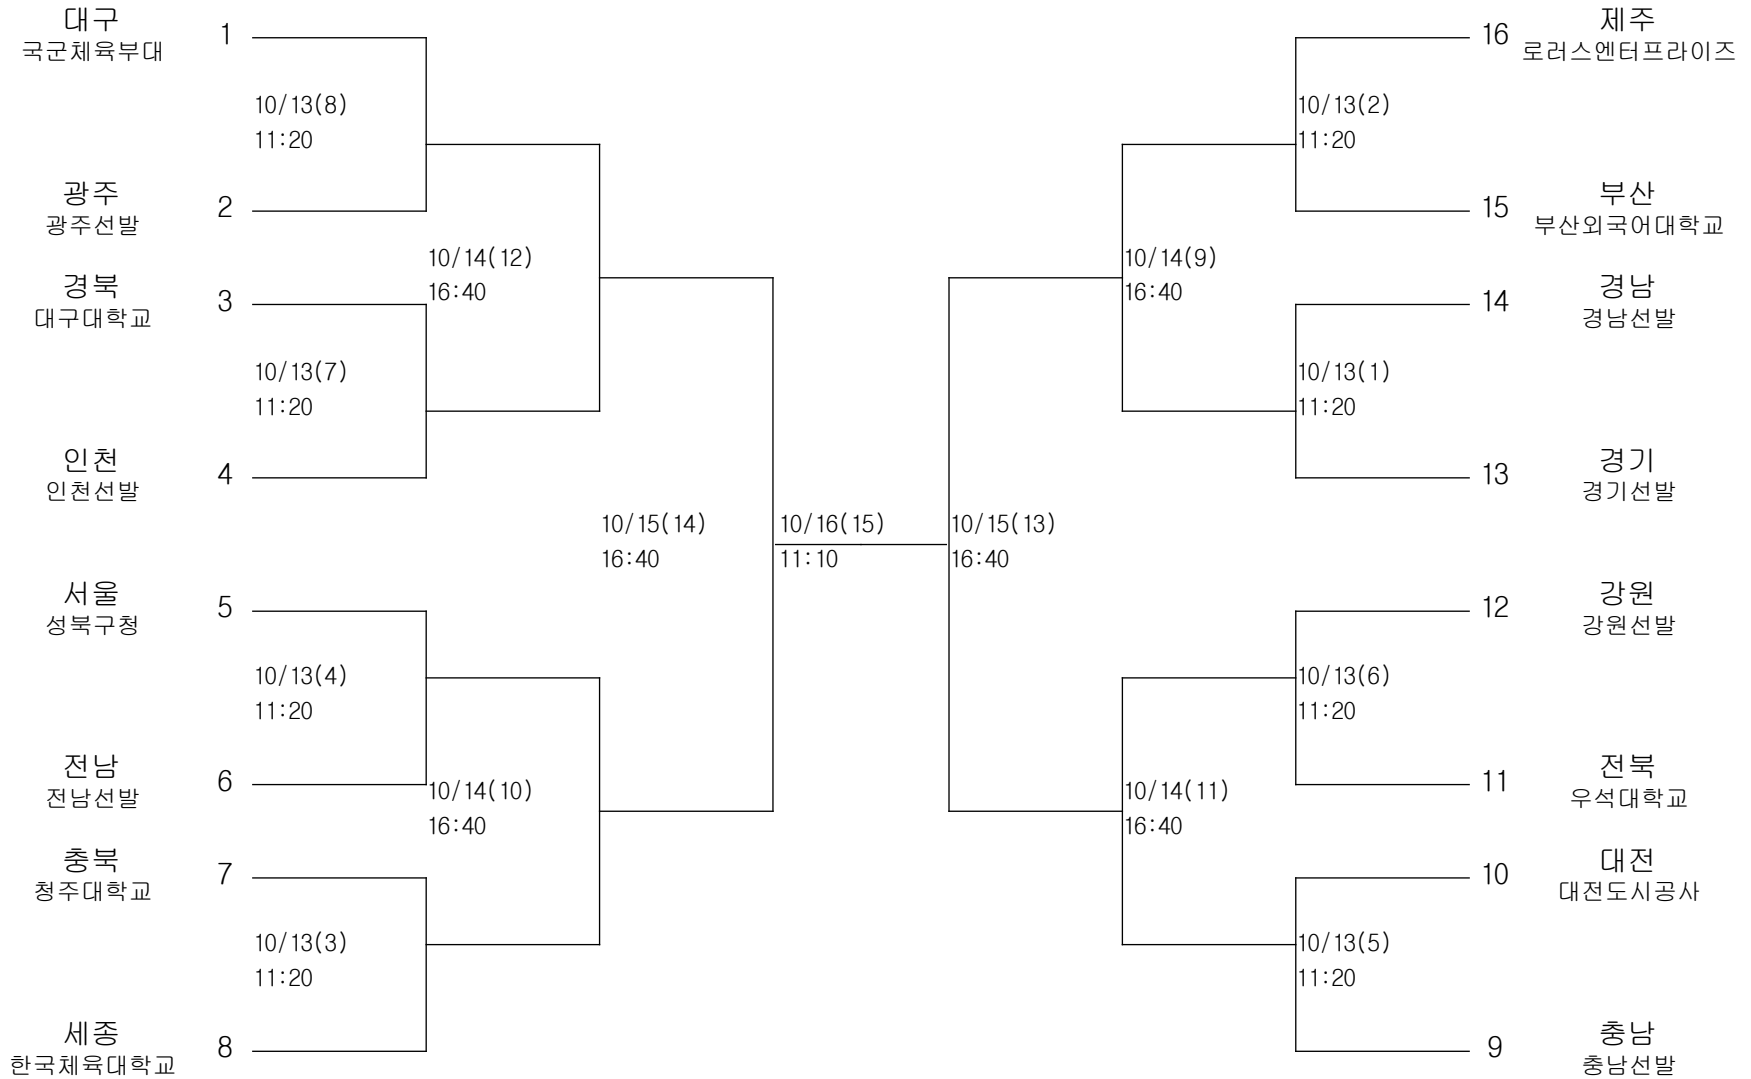 대구
국군체육부대
1
10/13(8)
11:20
광주
광주선발
2
10/14(12)
16:40
경북
대구대학교
3
10/13(7)
11:20
인천
인천선발
4
10/15(14)
16:40
서울
성북구청
5
10/13(4)
11:20
전남
전남선발
6
10/14(10)
16:40
충북
청주대학교
7
10/13(3)
11:20
세종
한국체육대학교
8
10/16(15)
11:10
16
제주
로러스엔터프라이즈
10/13(2)
11:20
15
부산
부산외국어대학교
10/14(9)
16:40
14
경남
경남선발
10/13(1)
11:20
13
경기
경기선발
10/15(13)
16:40
12
강원
강원선발
10/13(6)
11:20
11
전북
우석대학교
10/14(11)
16:40
10
대전
대전도시공사
10/13(5)
11:20
9
충남
충남선발